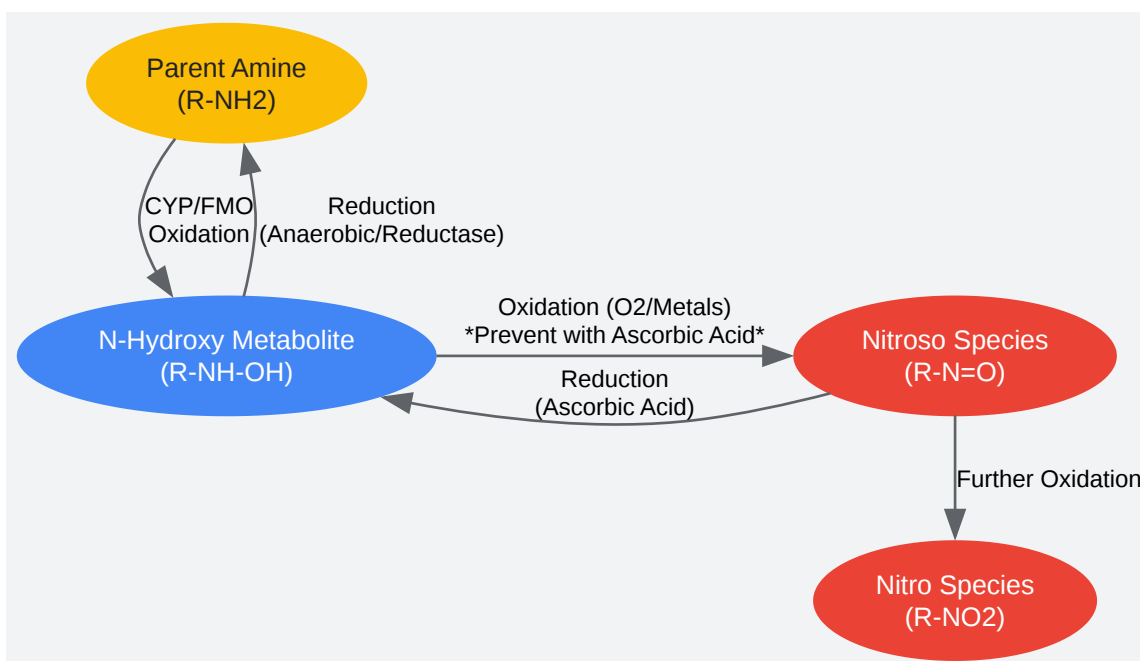 Parent Amine
(R-NH2)
CYP/FMO
Oxidation
Reduction
(Anaerobic/Reductase)
N-Hydroxy Metabolite
(R-NH-OH)
Oxidation (O2/Metals)
*Prevent with Ascorbic Acid*
Reduction
(Ascorbic Acid)
Nitroso Species
(R-N=O)
Further Oxidation
Nitro Species
(R-NO2)